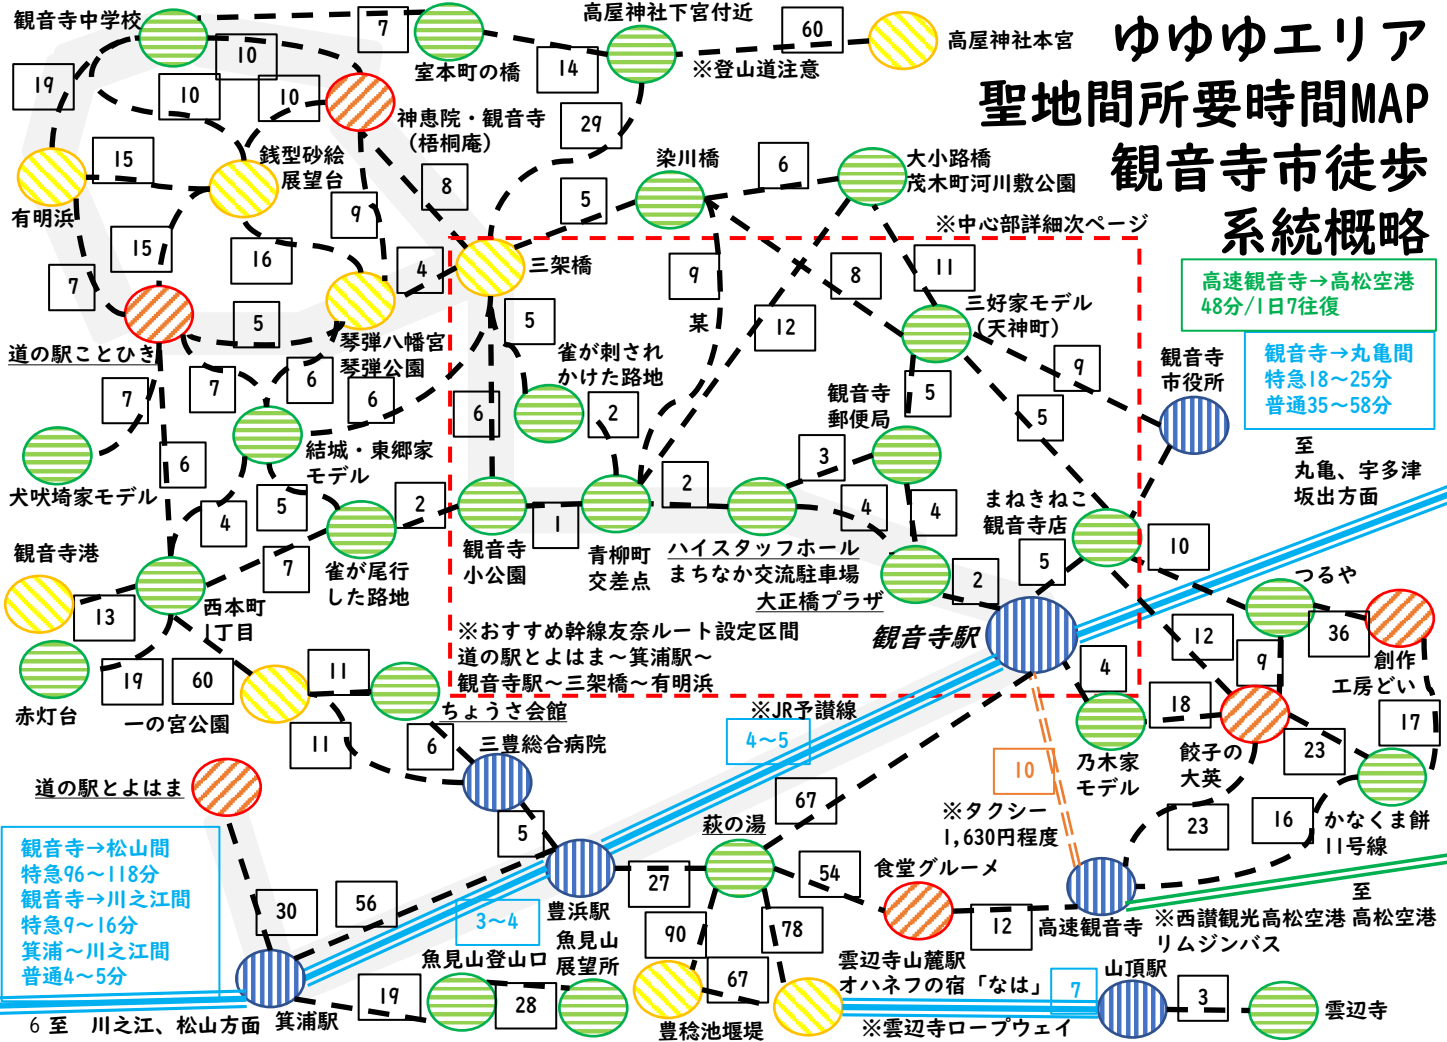 ゆゆゆエリア
聖地間所要時間MAP
観音寺市徒歩
系統概略
観音寺中学校
7
高屋神社下宮付近
60
高屋神社本宮
10
室本町の橋
14
※登山道注意
19
10
10
神恵院・観音寺
（梧桐庵）
29
15
銭型砂絵
展望台
8
染川橋
6
大小路橋
茂木町河川敷公園
有明浜
9
5
※中心部詳細次ページ
15
16
4
三架橋
9
8
11
7
高速観音寺→高松空港
48分/1日7往復
5
5
某
12
三好家モデル
（天神町）
道の駅ことひき
琴弾八幡宮
琴弾公園
雀が刺され
かけた路地
9
観音寺
市役所
観音寺→丸亀間
特急18～25分
普通35～58分
7
7
6
6
6
2
観音寺
郵便局
5
5
至
丸亀、宇多津
坂出方面
犬吠埼家モデル
6
結城・東郷家
モデル
3
4
5
2
2
4
4
まねきねこ
観音寺店
1
観音寺港
7
雀が尾行
した路地
観音寺
小公園
青柳町
交差点
ハイスタッフホール
まちなか交流駐車場
大正橋プラザ
2
5
10
つるや
13
西本町
1丁目
※おすすめ幹線友奈ルート設定区間
道の駅とよはま～箕浦駅～
観音寺駅～三架橋～有明浜
観音寺駅
12
36
創作
工房どい
赤灯台
19
60
11
4
9
一の宮公園
ちょうさ会館
※JR予讃線
18
17
11
6
三豊総合病院
4～5
餃子の
大英
23
道の駅とよはま
10
乃木家
モデル
67
※タクシー
1,630円程度
観音寺→松山間
特急96～118分
観音寺→川之江間
特急9～16分
箕浦～川之江間
普通4～5分
5
萩の湯
23
16
かなくま餅
11号線
30
56
27
54
食堂グルーメ
豊浜駅
3～4
12
高速観音寺
※西讃観光高松空港
リムジンバス
至
高松空港
90
78
魚見山登山口
魚見山
展望所
雲辺寺山麓駅
オハネフの宿「なは」
7
山頂駅
19
28
67
3
雲辺寺
6 至　川之江、松山方面
箕浦駅
豊稔池堰堤
※雲辺寺ロープウェイ